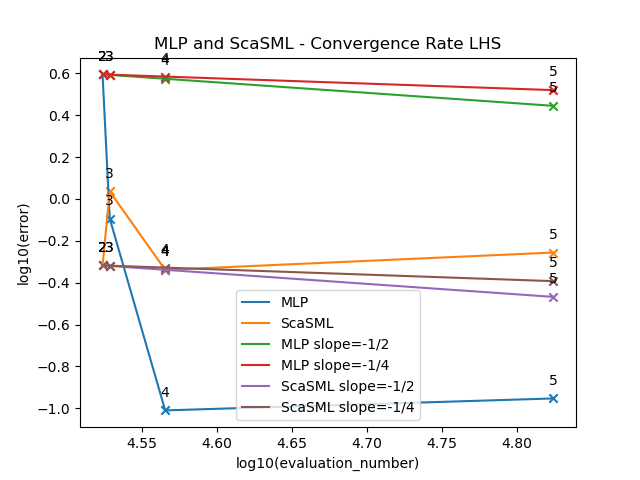 MLP and ScaSML - Convergence Rate LHS
log10(error)
0.6
0.4
0.2
0.0
−0.2
−0.4
−0.6
−0.8
−1.0
23
4
4
5
5
3
3
23
4
4
5
5
5
4
5
MLP
ScaSML
MLP slope=-1/2
MLP slope=-1/4
ScaSML slope=-1/2
ScaSML slope=-1/4
4.55 4.60 4.65 4.70 4.75 4.80
log10(evaluation_number)